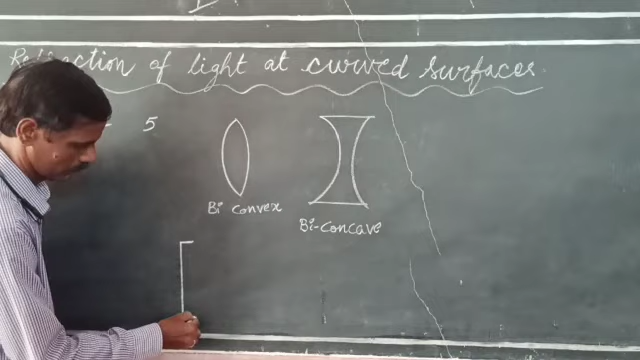 Refraction of light at curved surfaces.
5
Bi convex
Bi-concave